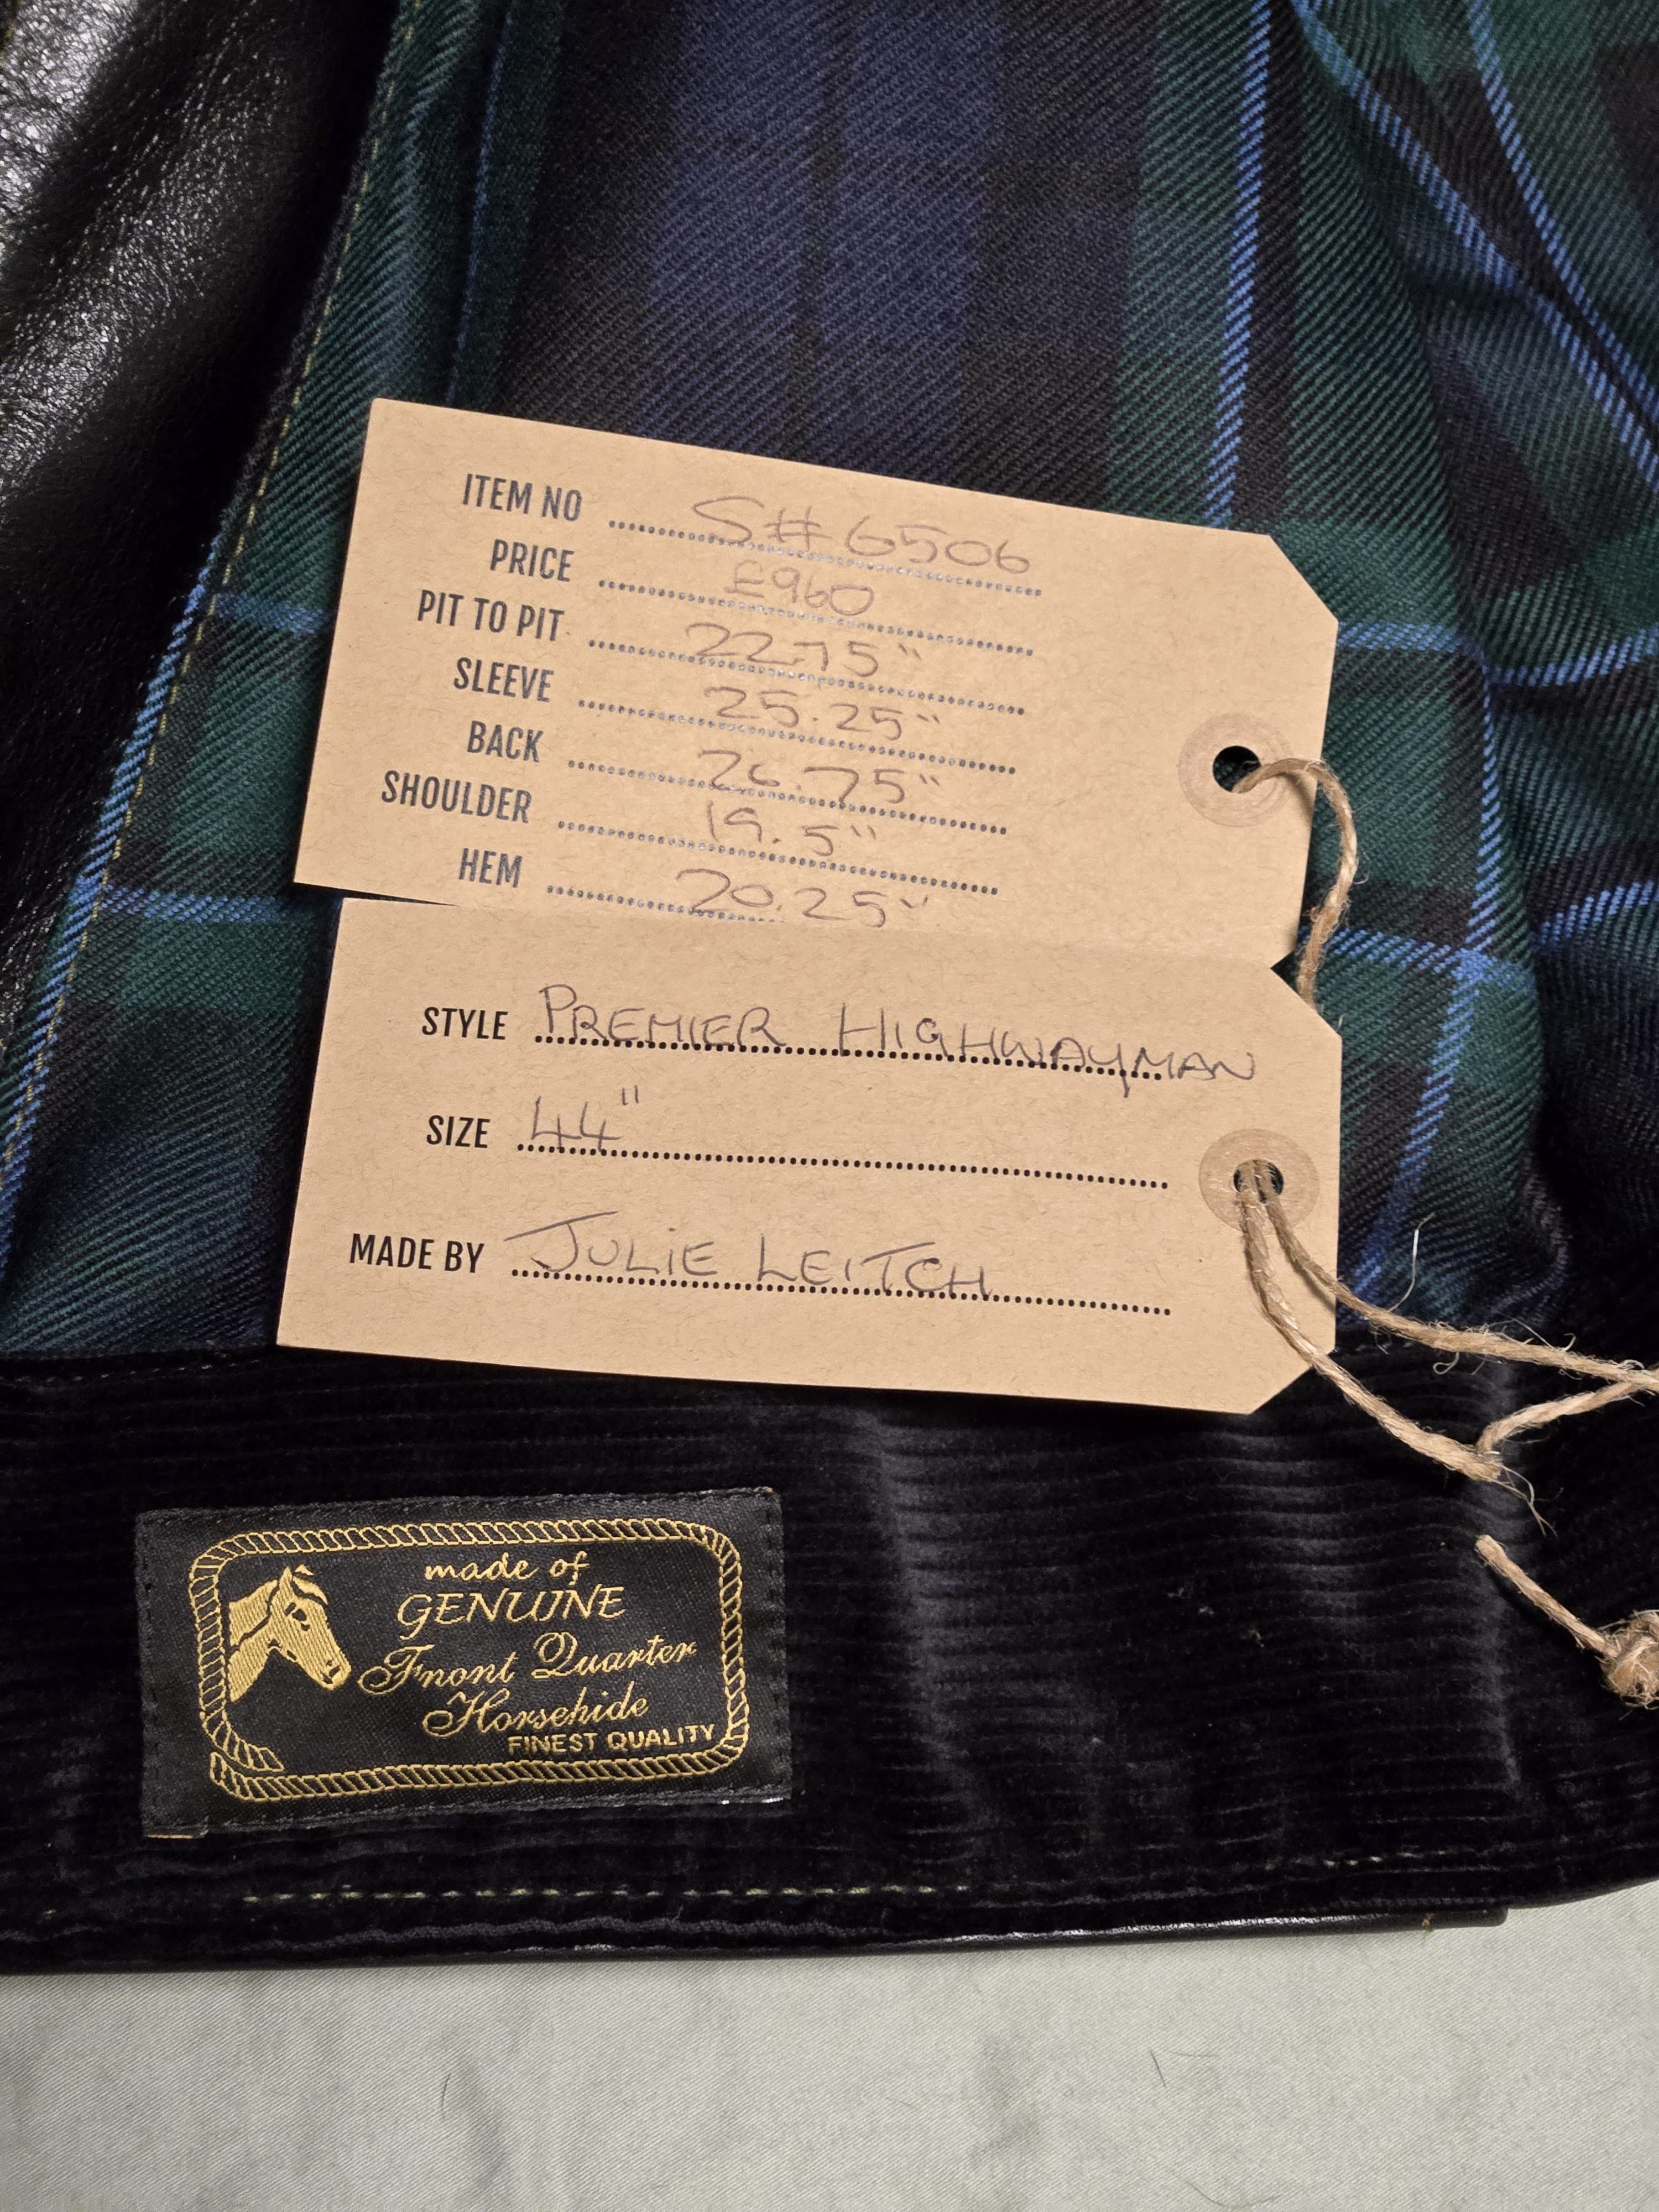 ITEM NO S#6506
PRICE £960
PIT TO PIT 22.75"
SLEEVE 25.25"
BACK 26.75"
SHOULDER 19.5"
HEM 20.25"
STYLE PREMIER HIGHWAYMAN
SIZE 44"
MADE BY JULIE LEITCH
made of
GENUINE
Front Quarter
Horsehide
FINEST QUALITY